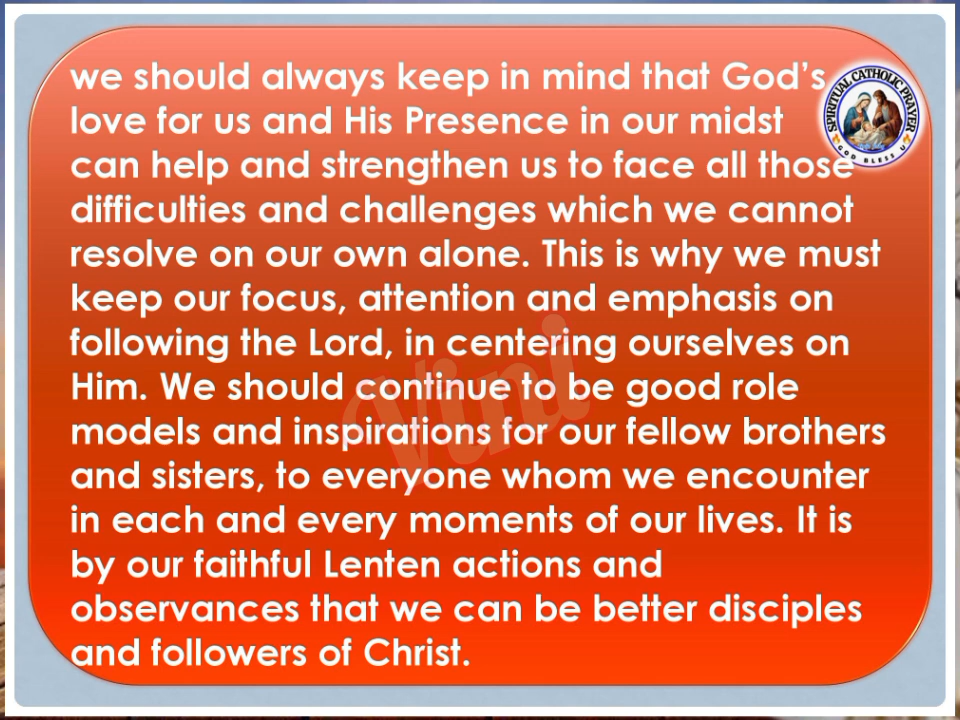 we should always keep in mind that God’s
love for us and His Presence in our midst
can help and strengthen us to face all those
difficulties and challenges which we cannot
resolve on our own alone. This is why we must
keep our focus, attention and emphasis on
following the Lord, in centering ourselves on
Him. We should continue to be good role
models and inspirations for our fellow brothers
and sisters, to everyone whom we encounter
in each and every moments of our lives. It is
by our faithful Lenten actions and
observances that we can be better disciples
and followers of Christ.
SPIRITUAL CATHOLIC PRAYER
GOD BLESS U
Vini